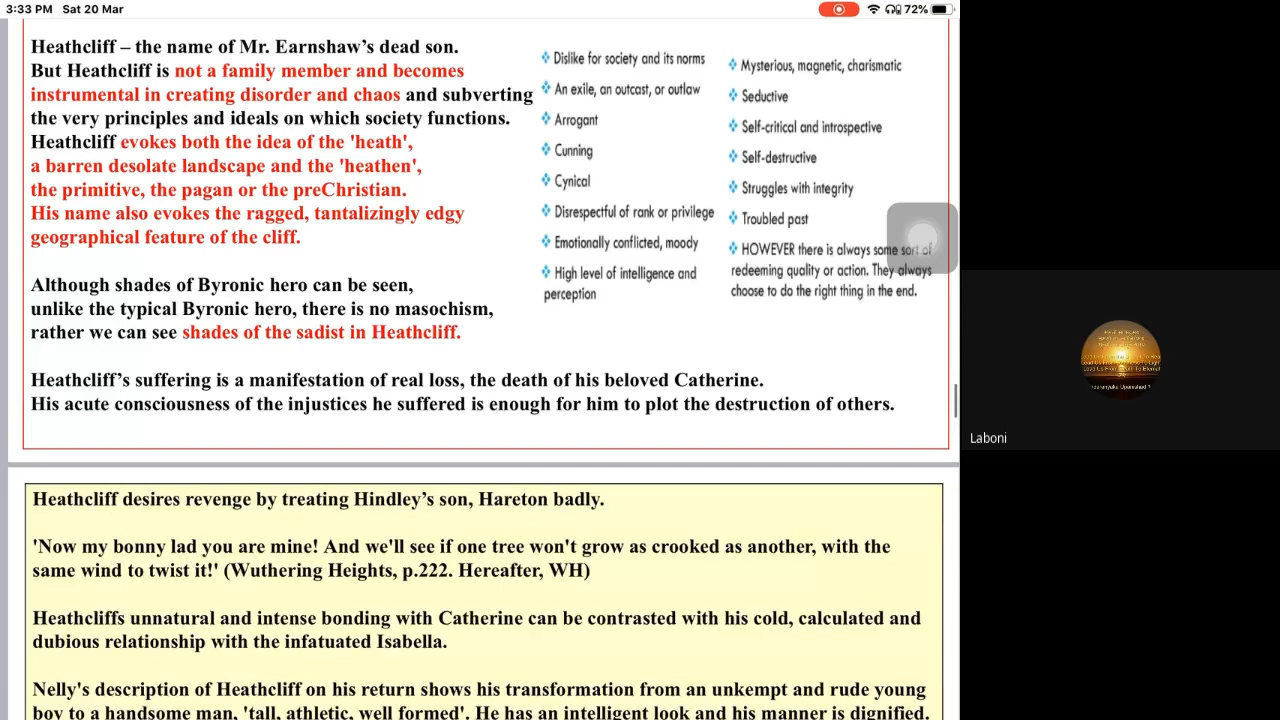 3:33 PM Sat 20 Mar
72%
Heathcliff – the name of Mr. Earnshaw’s dead son.
But Heathcliff is not a family member and becomes
instrumental in creating disorder and chaos and subverting
the very principles and ideals on which society functions.
Heathcliff evokes both the idea of the 'heath',
a barren desolate landscape and the 'heathen',
the primitive, the pagan or the preChristian.
His name also evokes the ragged, tantalizingly edgy
geographical feature of the cliff.
Although shades of Byronic hero can be seen,
unlike the typical Byronic hero, there is no masochism,
rather we can see shades of the sadist in Heathcliff.
Heathcliff’s suffering is a manifestation of real loss, the death of his beloved Catherine.
His acute consciousness of the injustices he suffered is enough for him to plot the destruction of others.
Dislike for society and its norms
An exile, an outcast, or outlaw
Arrogant
Cunning
Cynical
Disrespectful of rank or privilege
Emotionally conflicted, moody
High level of intelligence and
perception
Mysterious, magnetic, charismatic
Seductive
Self-critical and introspective
Self-destructive
Struggles with integrity
Troubled past
HOWEVER there is always some sort of
redeeming quality or action. They always
choose to do the right thing in the end.
Heathcliff desires revenge by treating Hindley’s son, Hareton badly.
'Now my bonny lad you are mine! And we'll see if one tree won't grow as crooked as another, with the
same wind to twist it!' (Wuthering Heights, p.222. Hereafter, WH)
Heathcliffs unnatural and intense bonding with Catherine can be contrasted with his cold, calculated and
dubious relationship with the infatuated Isabella.
Nelly's description of Heathcliff on his return shows his transformation from an unkempt and rude young
boy to a handsome man, 'tall, athletic, well formed'. He has an intelligent look and his manner is dignified.
Laboni